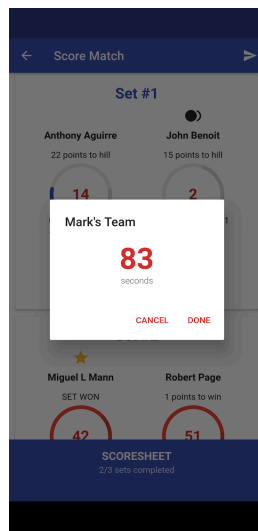 Score Match
Set #1
Anthony Aguirre
John Benoit
22 points to hill
15 points to hill
14
2
Mark's Team
83
seconds
CANCEL
DONE
Miguel L Mann
Robert Page
SET WON
1 points to win
42
51
SCORESHEET
2/3 sets completed